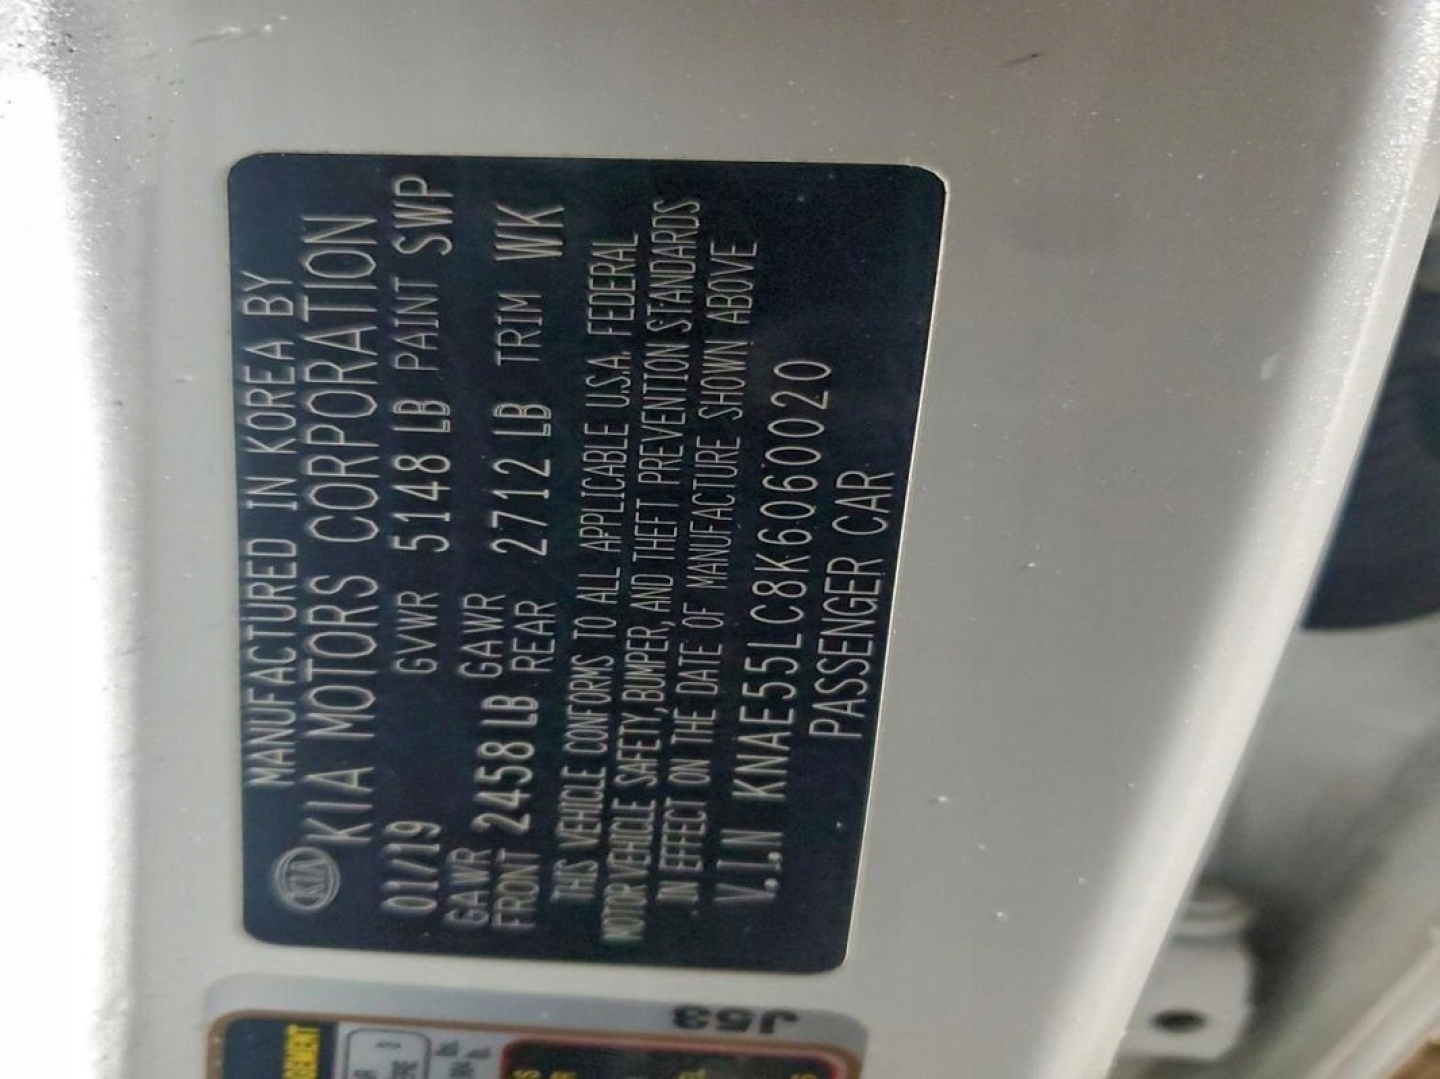 MANUFACTURED IN KOREA BY
KIA KIA MOTORS CORPORATION
01/19 GVWR 5148 LB PAINT SWP
GAWR FRONT 2458 LB GAWR REAR 2712 LB TRIM WK
THIS VEHICLE CONFORMS TO ALL APPLICABLE U.S.A. FEDERAL
MOTOR VEHICLE SAFETY, BUMPER, AND THEFT PREVENTION STANDARDS
IN EFFECT ON THE DATE OF MANUFACTURE SHOWN ABOVE
V.I.N KNAE55LC8K6060020
PASSENGER CAR
J53